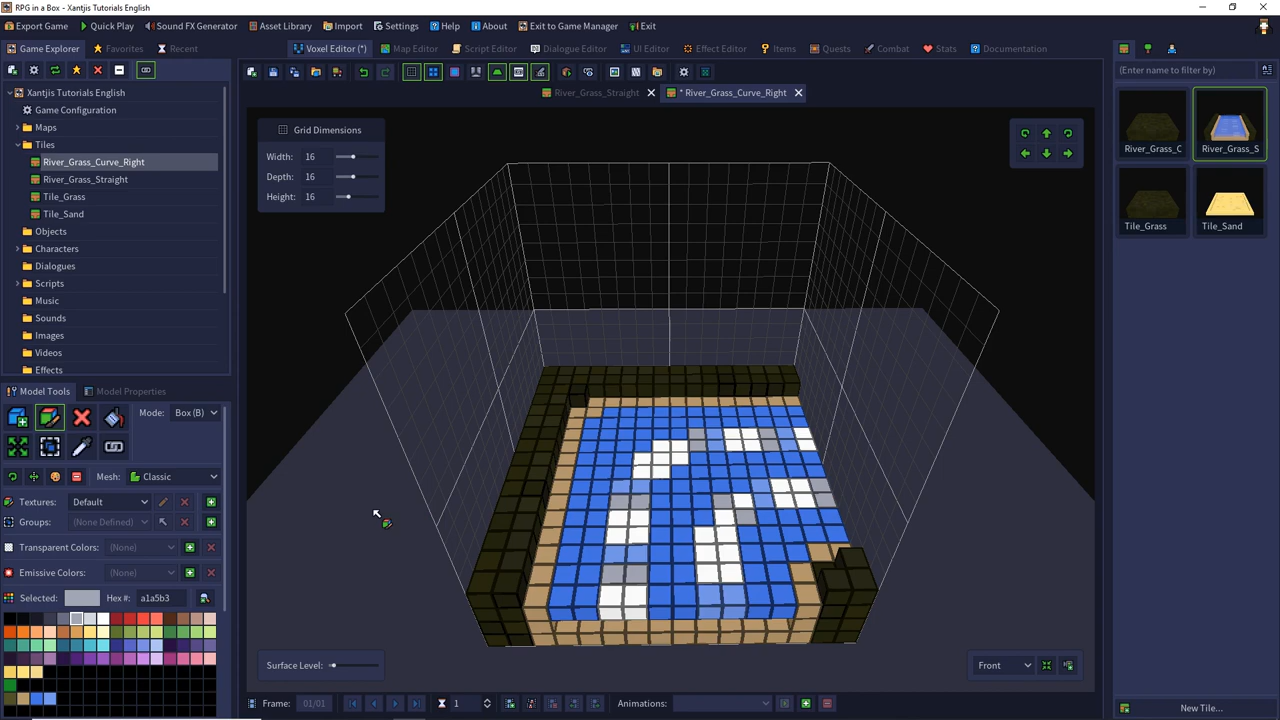 RPG in a Box - Xantjis Tutorials English
Export Game Quick Play Sound FX Generator Asset Library Import Settings Help About Exit to Game Manager Exit
Game Explorer Favorites Recent Voxel Editor (*) Map Editor Script Editor Dialogue Editor UI Editor Effect Editor Items Quests Combat Stats Documentation
(Enter name to filter by)
River_Grass_Straight * River_Grass_Curve_Right
Xantjis Tutorials English
Game Configuration
Maps
Tiles
River_Grass_Curve_Right
River_Grass_Straight
Tile_Grass
Tile_Sand
Objects
Characters
Dialogues
Scripts
Music
Sounds
Images
Videos
Effects
Grid Dimensions
Width: 16
Depth: 16
Height: 16
River_Grass_C River_Grass_S
Tile_Grass Tile_Sand
Model Tools Model Properties
Mode: Box (B)
Mesh: Classic
Textures: Default
Groups: (None Defined)
Transparent Colors: (None)
Emissive Colors: (None)
Selected: Hex #: a1a5b3
Surface Level:
Front
Frame: 01/01 1 Animations:
New Tile...